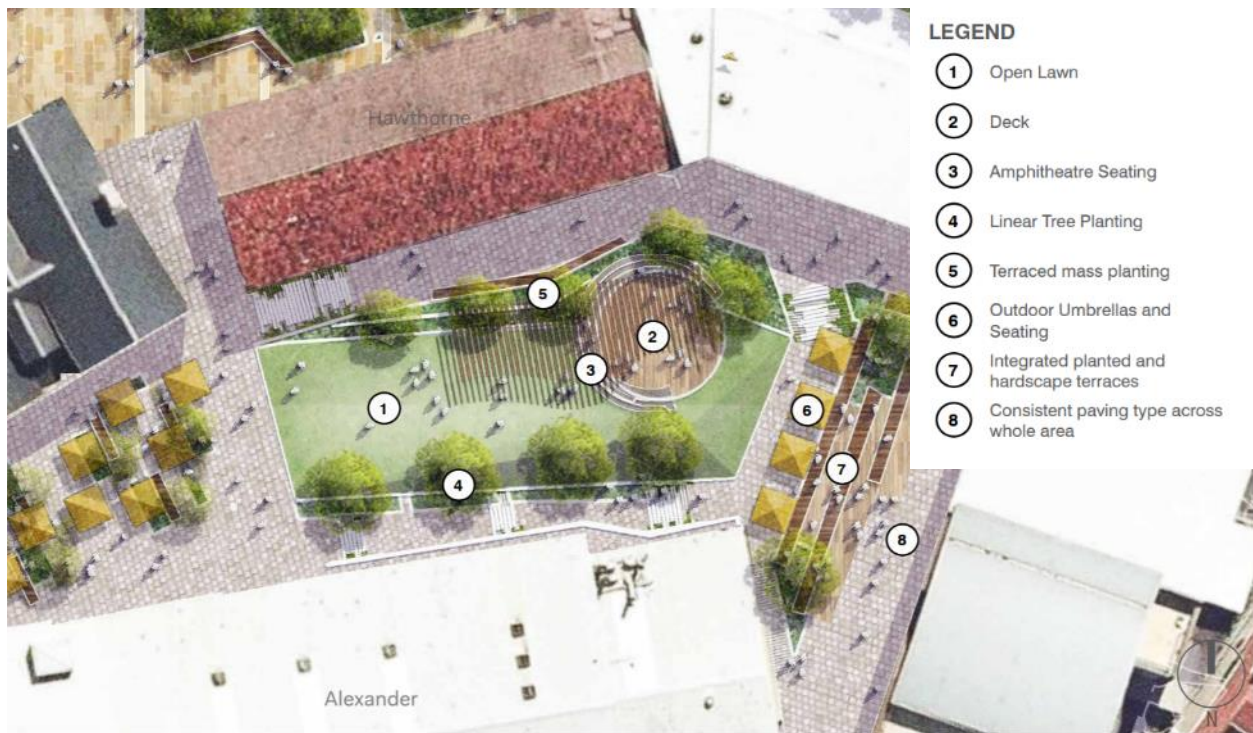 Hawthorne
5
2
3
1
6
4
7
8
Alexander
N
LEGEND
1 Open Lawn
2 Deck
3 Amphitheatre Seating
4 Linear Tree Planting
5 Terraced mass planting
6 Outdoor Umbrellas and
Seating
7 Integrated planted and
hardscape terraces
8 Consistent paving type across
whole area